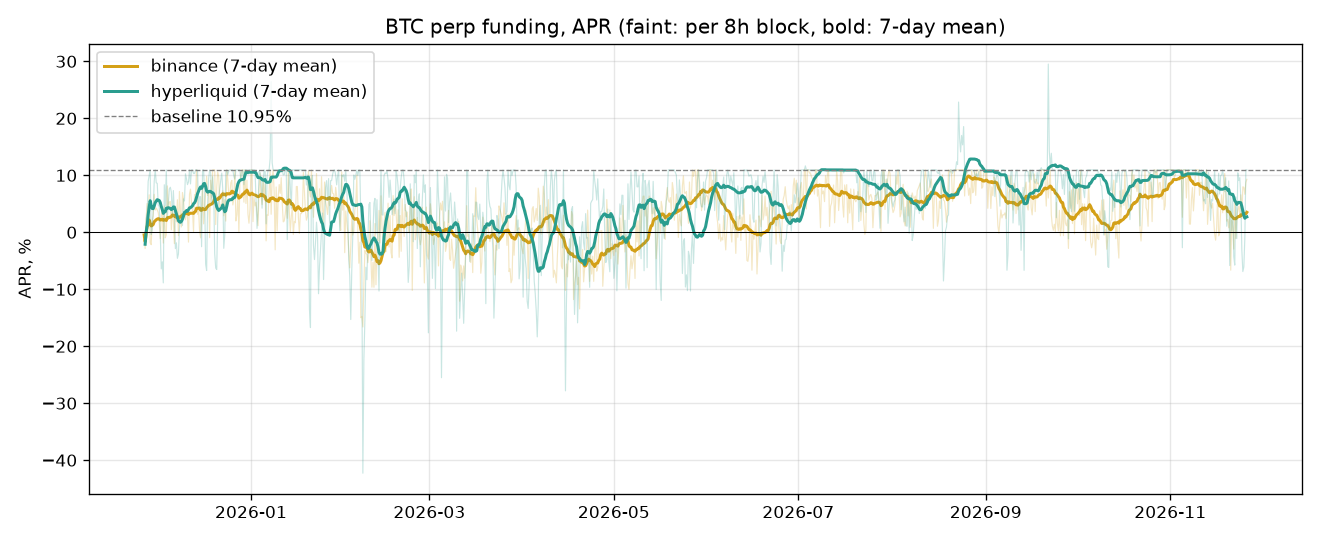 BTC perp funding, APR (faint: per 8h block, bold: 7-day mean)
binance (7-day mean)
hyperliquid (7-day mean)
baseline 10.95%
APR, %
30
20
10
0
−10
−20
−30
−40
2026-01
2026-03
2026-05
2026-07
2026-09
2026-11